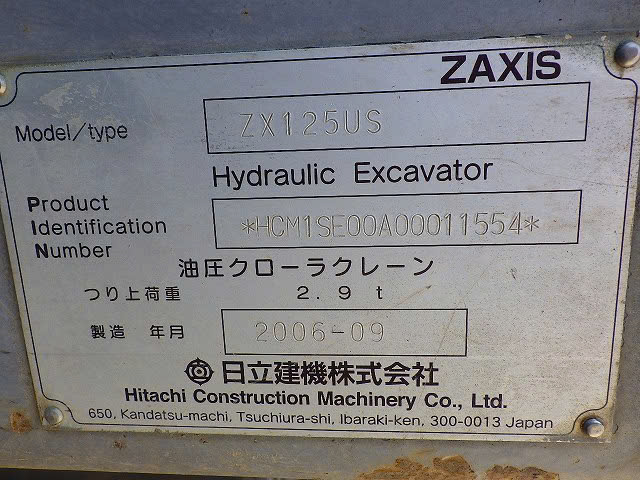 ZAXIS
Model/type ZX125US
Hydraulic Excavator
Product
Identification *HCM1SE00A00011554*
Number
油圧クローラクレーン
つり上荷重 2.9 t
製造 年月 2006-09
日立建機株式会社
Hitachi Construction Machinery Co., Ltd.
650, Kandatsu-machi, Tsuchiura-shi, Ibaraki-ken, 300-0013 Japan